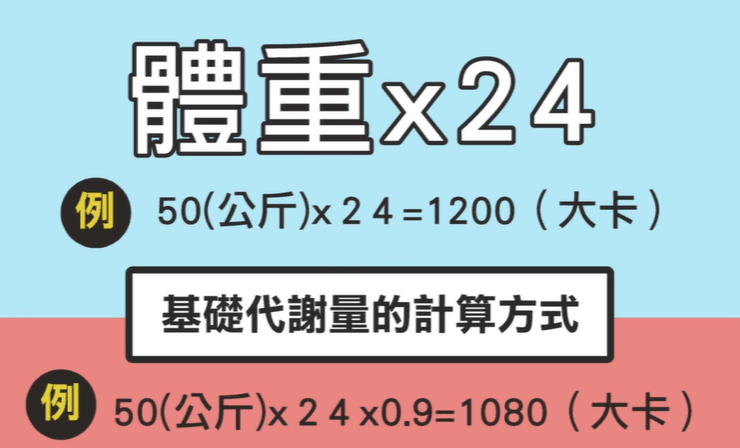 體重x24
例 50(公斤)x 2 4 =1200（大卡）
基礎代謝量的計算方式
例 50(公斤)x 2 4 x0.9=1080（大卡）